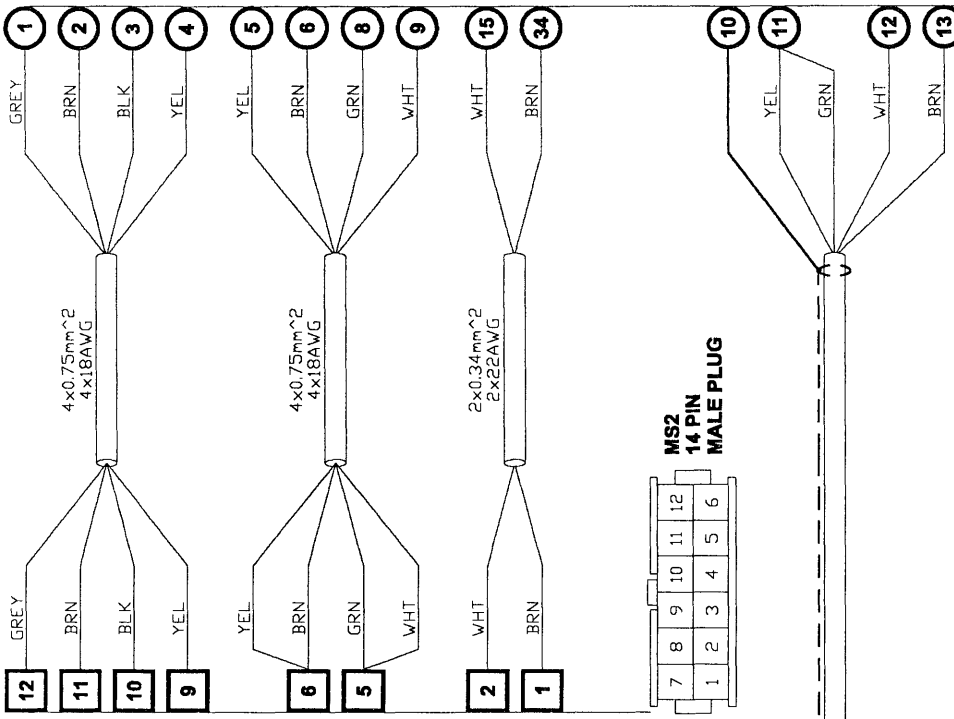 1
2
3
4
5
6
8
9
15
34
10
11
12
13
GREY
BRN
BLK
YEL
YEL
BRN
GRN
WHT
WHT
BRN
YEL
GRN
WHT
BRN
4x0.75mm^2
4x18AWG
4x0.75mm^2
4x18AWG
2x0.34mm^2
2x22AWG
MS2
14 PIN
MALE PLUG
7 8 9 10 11 12
1 2 3 4 5 6
GREY
BRN
BLK
YEL
YEL
BRN
GRN
WHT
WHT
BRN
12
11
10
9
6
5
2
1